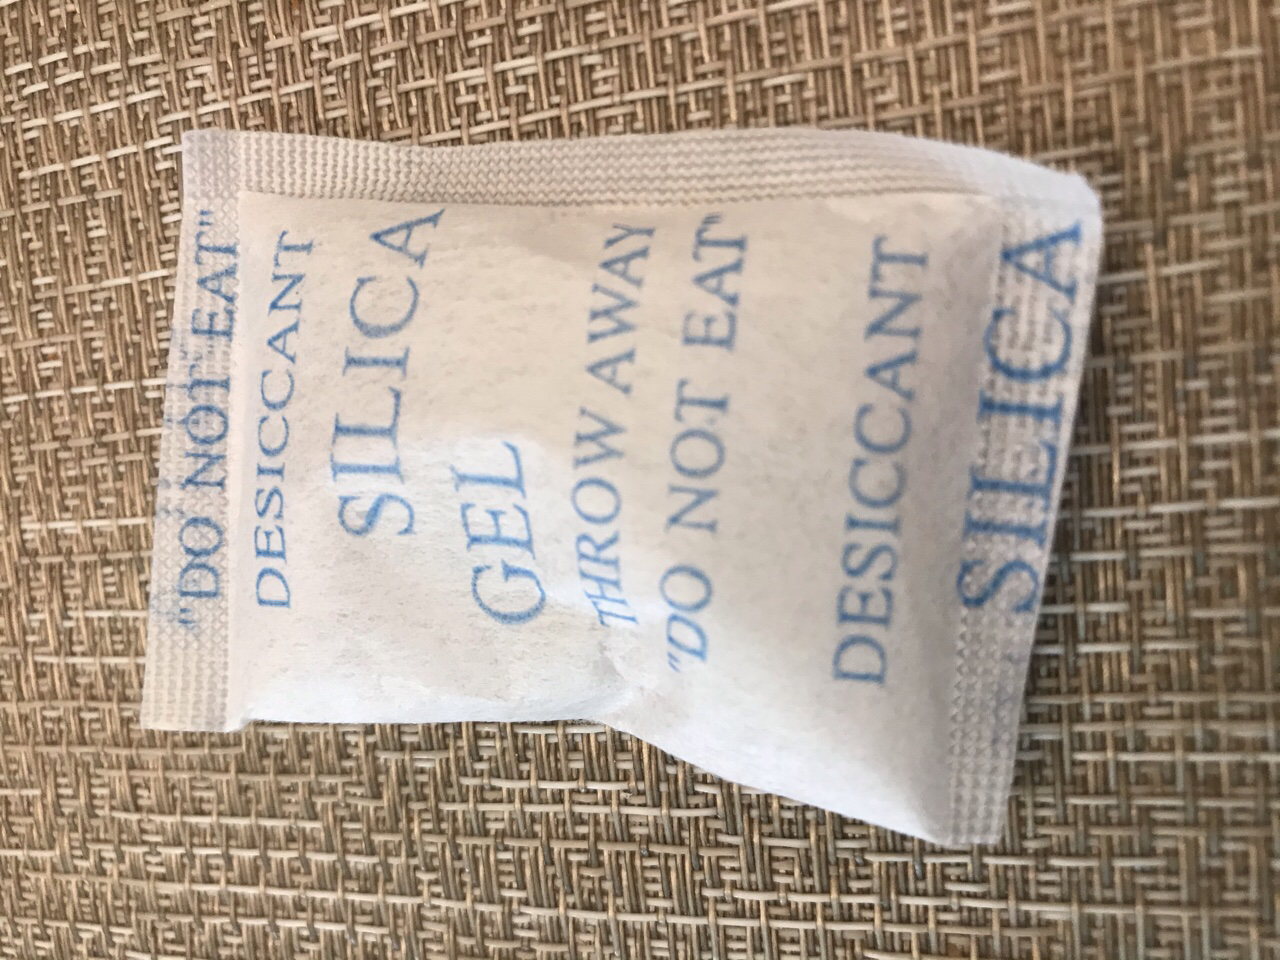 "DO NOT EAT"
DESICCANT
SILICA
GEL
THROW AWAY
"DO NOT EAT"
DESICCANT
SILICA